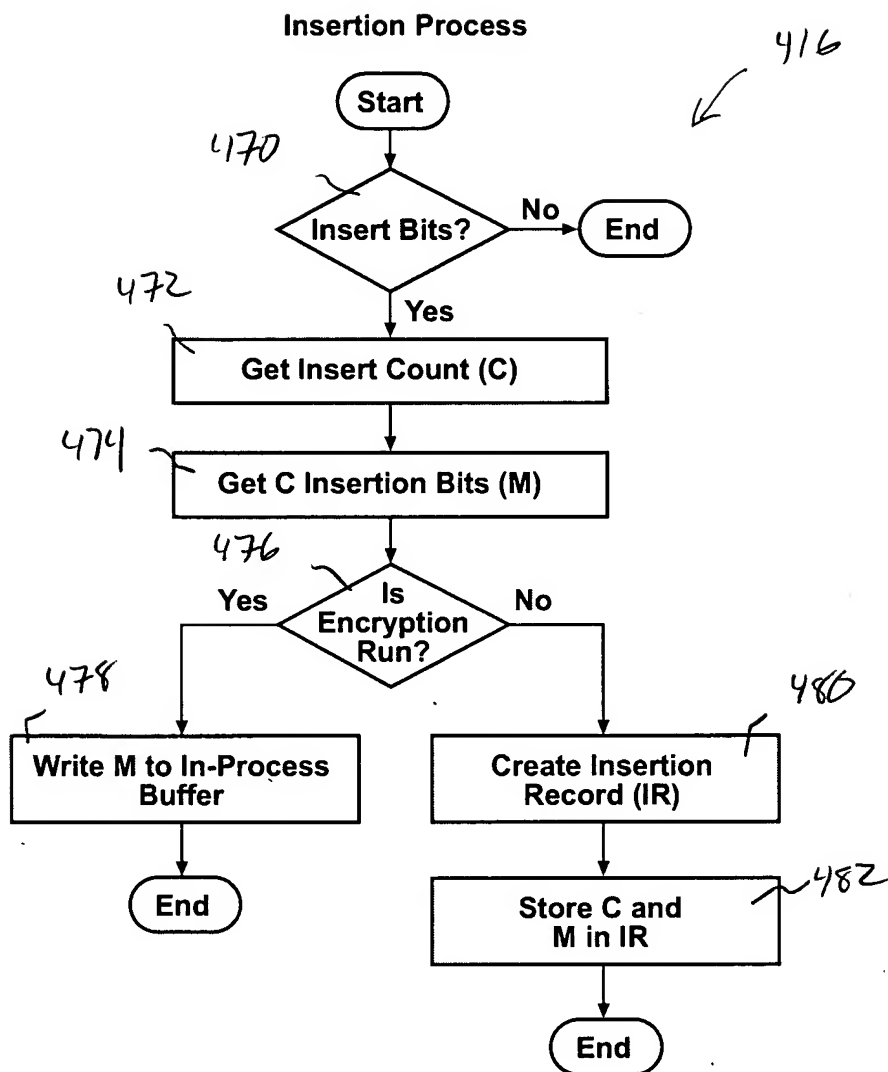 Insertion Process
416
Start
470
Insert Bits?
No
End
472
Yes
Get Insert Count (C)
474
Get C Insertion Bits (M)
476
Yes
Is
Encryption
Run?
No
478
480
Write M to In-Process
Buffer
Create Insertion
Record (IR)
End
482
Store C and
M in IR
End